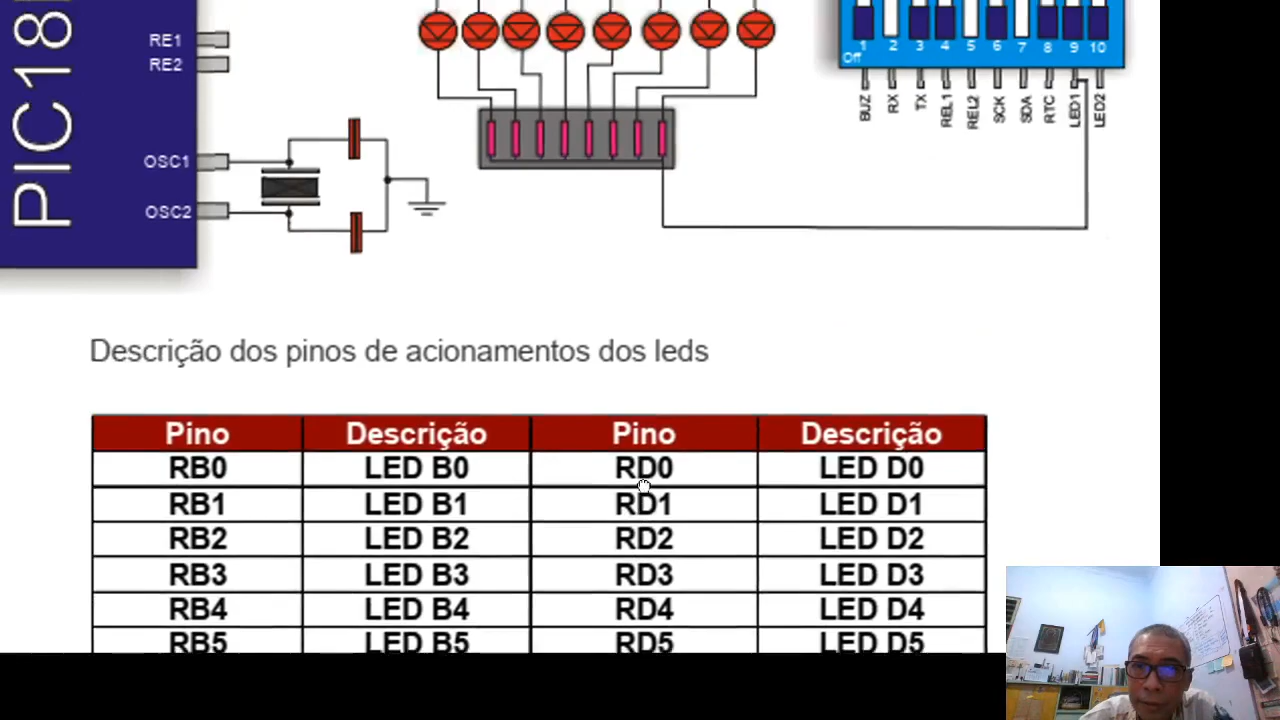 PIC18
RE1
RE2
OSC1
OSC2
1 2 3 4 5 6 7 8 9 10
Off
BUZ
RX
TX
REL1
REL2
SCK
SDA
RTC
LED1
LED2
Descrição dos pinos de acionamentos dos leds
Pino Descrição Pino Descrição
RB0 LED B0 RD0 LED D0
RB1 LED B1 RD1 LED D1
RB2 LED B2 RD2 LED D2
RB3 LED B3 RD3 LED D3
RB4 LED B4 RD4 LED D4
RB5 LED B5 RD5 LED D5